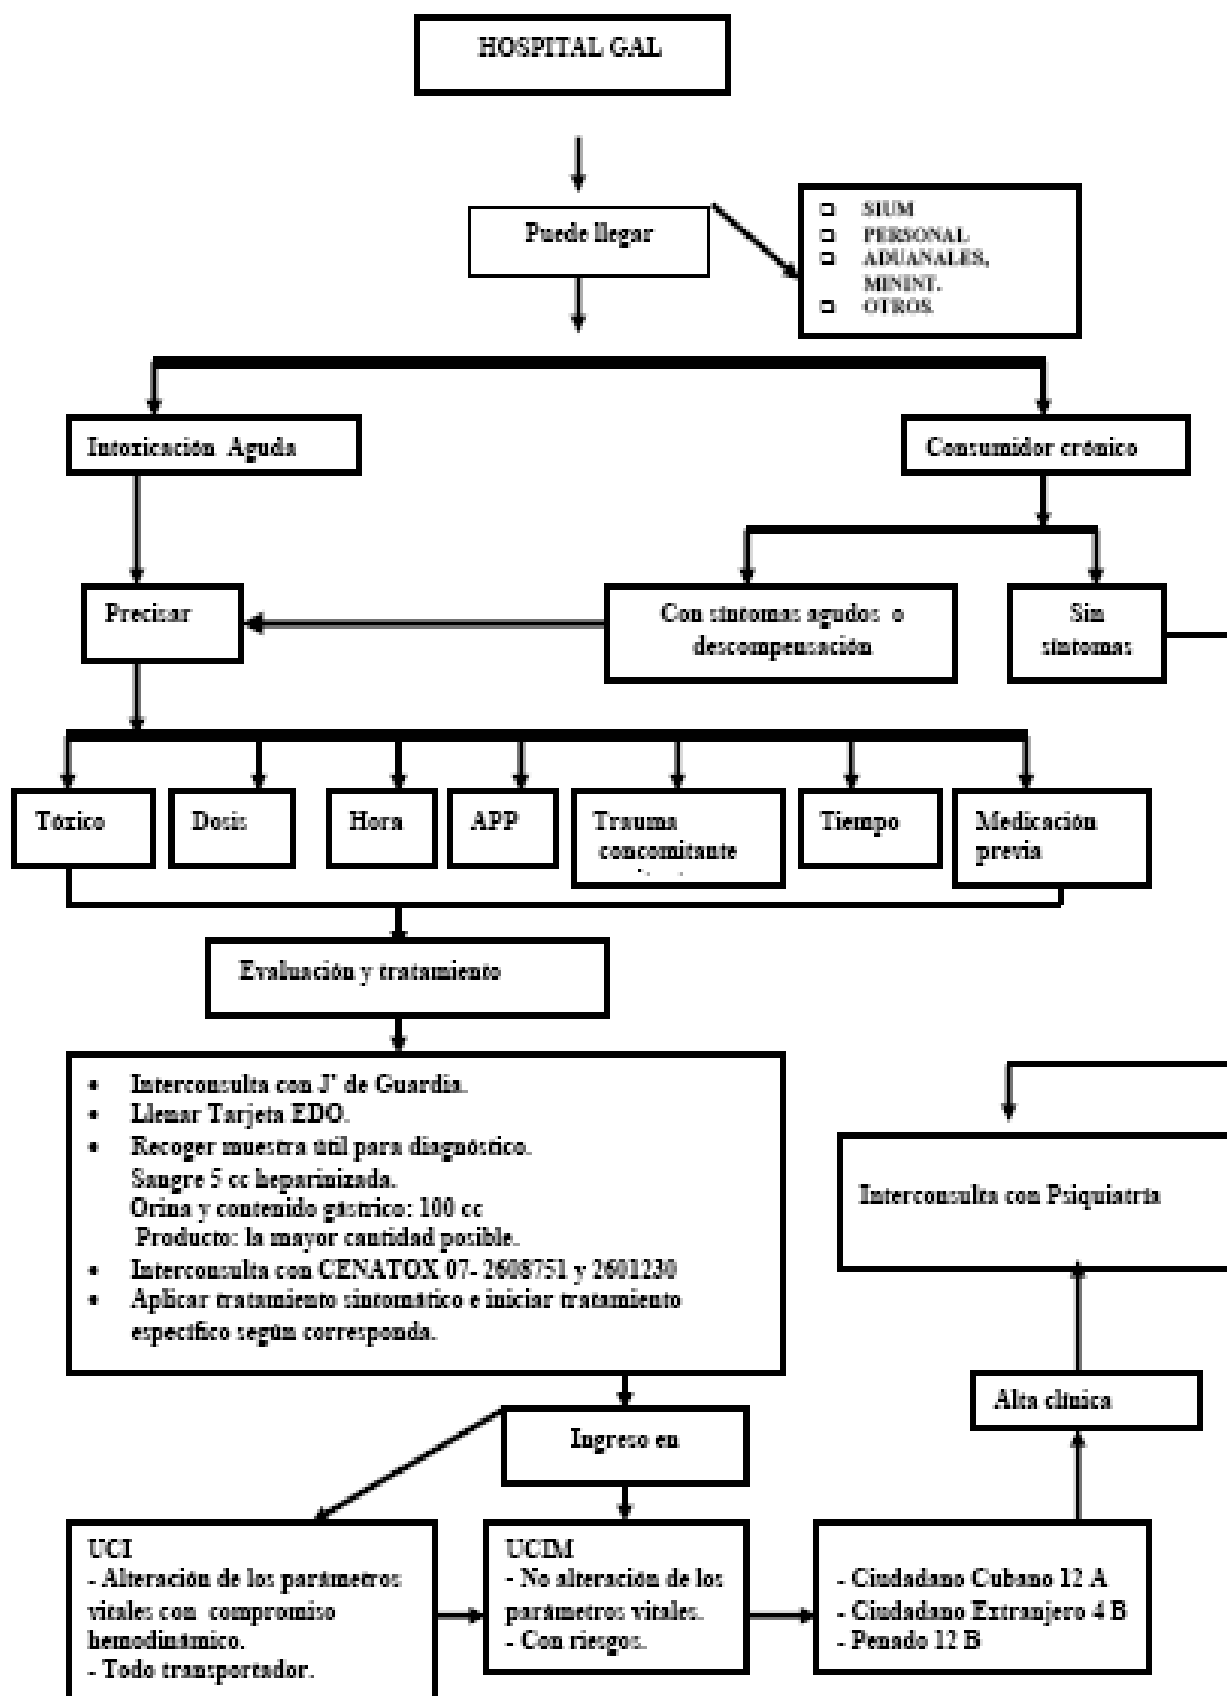 HOSPITAL GAL
Puede llegar
SIUM
PERSONAL
ADUANALES,
MININT.
OTROS.
Intoxicación Aguda
Consumidor crónico
Precisar
Con síntomas agudos o
descompensación
Sin
síntomas
Tóxico
Dosis
Hora
APP
Trauma
concomitante
Tiempo
Medicación
previa
Evaluación y tratamiento
• Interconsulta con J' de Guardia.
• Llenar Tarjeta EDO.
• Recoger muestra útil para diagnóstico.
Sangre 5 cc heparinizada.
Orina y contenido gástrico: 100 cc
Producto: la mayor cantidad posible.
• Interconsulta con CENATOX 07- 2608751 y 2601230
• Aplicar tratamiento sintomático e iniciar tratamiento
específico según corresponda.
Interconsulta con Psiquiatría
Alta clínica
Ingreso en
UCI
- Alteración de los parámetros
vitales con compromiso
hemodinámico.
- Todo transportador.
UCIM
- No alteración de los
parámetros vitales.
- Con riesgos.
- Ciudadano Cubano 12 A
- Ciudadano Extranjero 4 B
- Penado 12 B